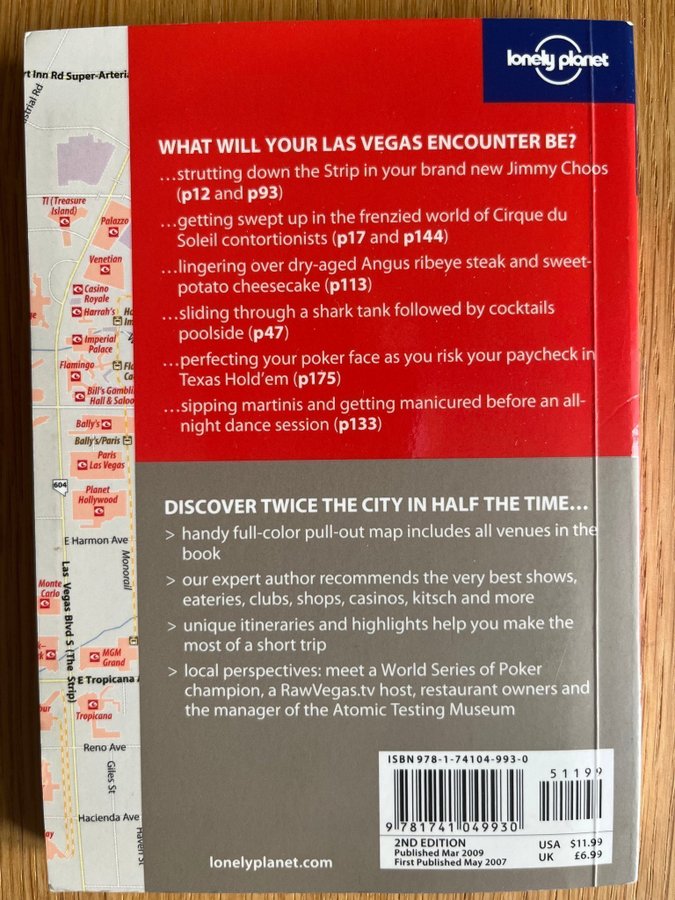 lonely planet
WHAT WILL YOUR LAS VEGAS ENCOUNTER BE?
...strutting down the Strip in your brand new Jimmy Choos
(p12 and p93)
...getting swept up in the frenzied world of Cirque du
Soleil contortionists (p17 and p144)
...lingering over dry-aged Angus ribeye steak and sweet-
potato cheesecake (p113)
...sliding through a shark tank followed by cocktails
poolside (p47)
...perfecting your poker face as you risk your paycheck in
Texas Hold'em (p175)
...sipping martinis and getting manicured before an all-
night dance session (p133)
DISCOVER TWICE THE CITY IN HALF THE TIME...
> handy full-color pull-out map includes all venues in the
book
> our expert author recommends the very best shows,
eateries, clubs, shops, casinos, kitsch and more
> unique itineraries and highlights help you make the
most of a short trip
> local perspectives: meet a World Series of Poker
champion, a RawVegas.tv host, restaurant owners and
the manager of the Atomic Testing Museum
ISBN 978-1-74104-993-0
51199
9 781741 049930
2ND EDITION
Published Mar 2009
First Published May 2007
USA $11.99
UK £6.99
lonelyplanet.com
rt Inn Rd Super-Arteria
strial Rd
TI (Treasure
Island)
Palazzo
Venetian
Casino
Royale
Harrah's
Imperial
Palace
Flamingo
Bill's Gambli
Hall & Saloo
Bally's
Bally's/Paris
Paris
Las Vegas
604
Planet
Hollywood
E Harmon Ave
Monorail
Las Vegas Blvd S (The Strip)
Monte
Carlo
MGM
Grand
E Tropicana A
Tropicana
Reno Ave
Giles St
Hacienda Ave
Haven St